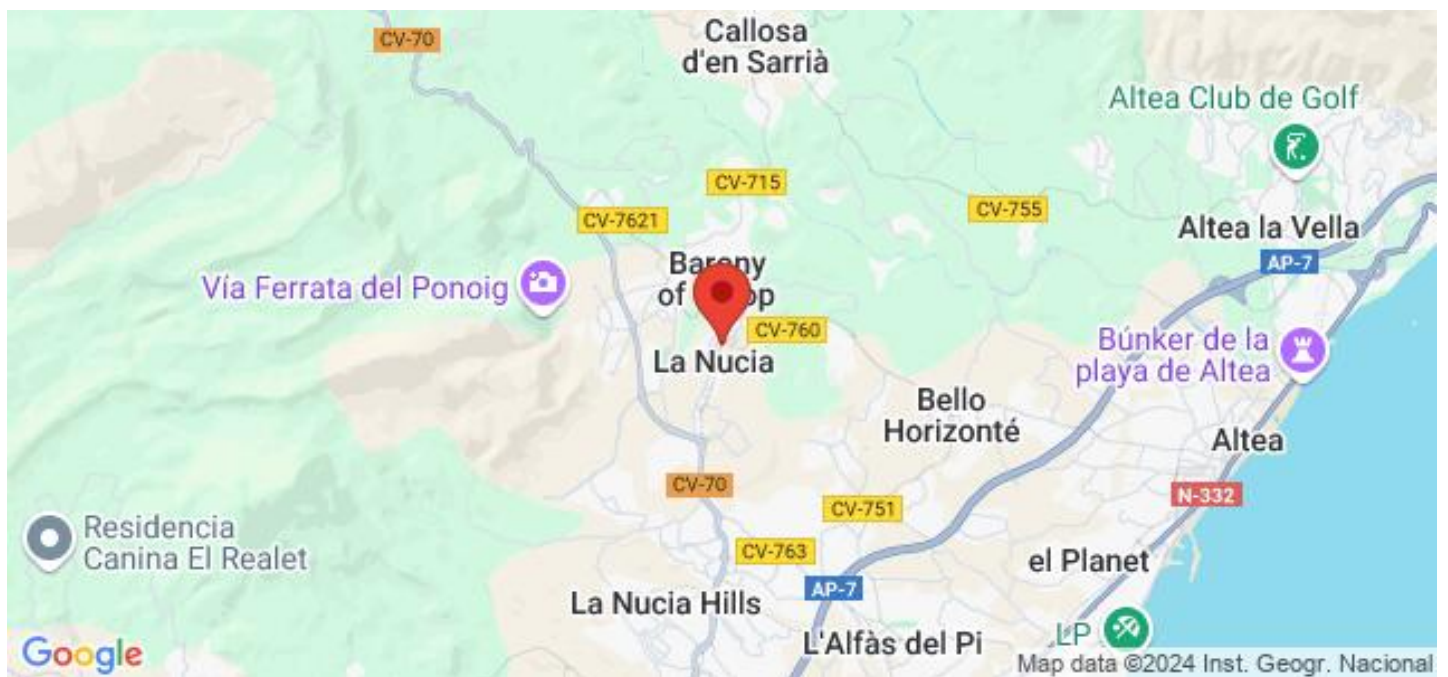 CV-70
Callosa
d'en Sarrià
Altea Club de Golf
CV-715
CV-7621
CV-755
Altea la Vella
AP-7
Barony
of
Vía Ferrata del Ponoig
CV-760
La Nucia
Búnker de la
playa de Altea
Bello
Horizonté
Altea
CV-70
N-332
CV-751
Residencia
Canina El Realet
CV-763
el Planet
AP-7
La Nucia Hills
L'Alfàs del Pi
LP
Google
Map data ©2024 Inst. Geogr. Nacional